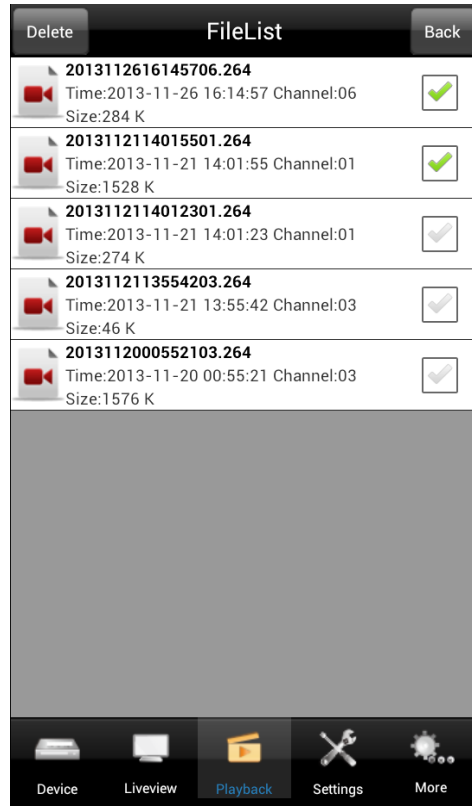 Delete FileList Back
2013112616145706.264
Time:2013-11-26 16:14:57 Channel:06
Size:284 K
2013112114015501.264
Time:2013-11-21 14:01:55 Channel:01
Size:1528 K
2013112114012301.264
Time:2013-11-21 14:01:23 Channel:01
Size:274 K
2013112113554203.264
Time:2013-11-21 13:55:42 Channel:03
Size:46 K
2013112000552103.264
Time:2013-11-20 00:55:21 Channel:03
Size:1576 K
Device Liveview Playback Settings More